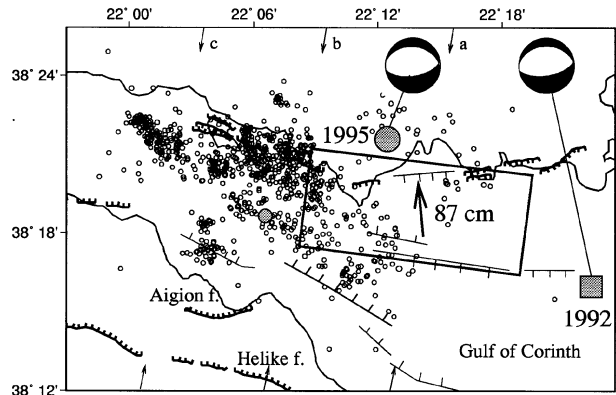 22° 00' 22° 06' 22° 12' 22° 18'
c b a
38° 24'
1995
87 cm
38° 18'
Aigion f.
1992
Helike f.
Gulf of Corinth
38° 12'